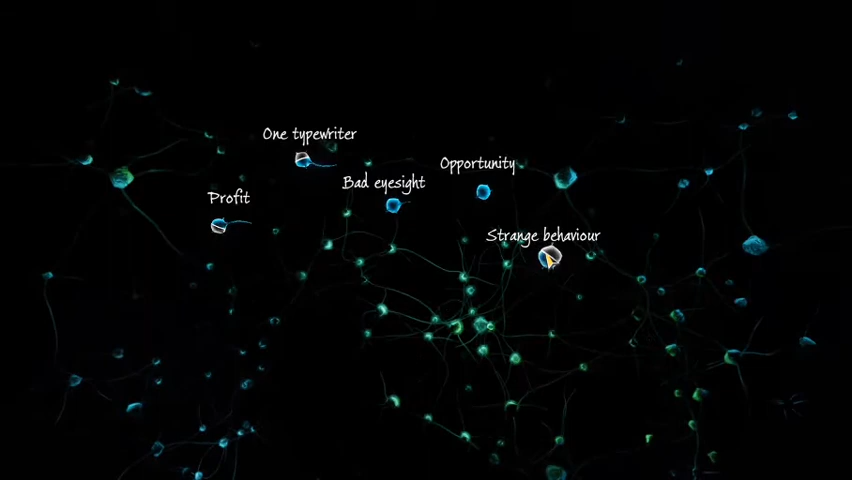 One typewriter
Opportunity
Bad eyesight
Profit
Strange behaviour